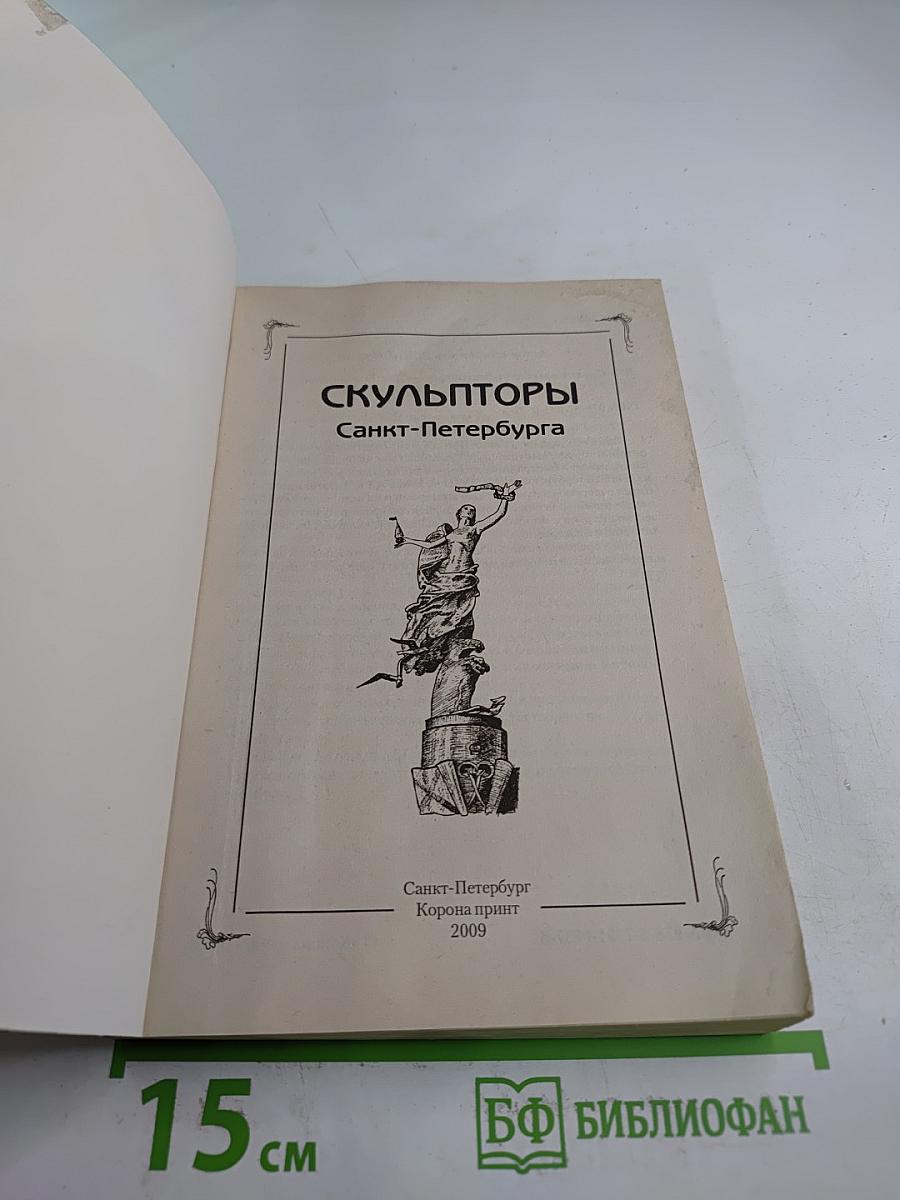 СКУЛЬПТОРЫ
Санкт-Петербурга
Санкт-Петербург
Корона принт
2009
15 см
БФ БИБЛИОФАН